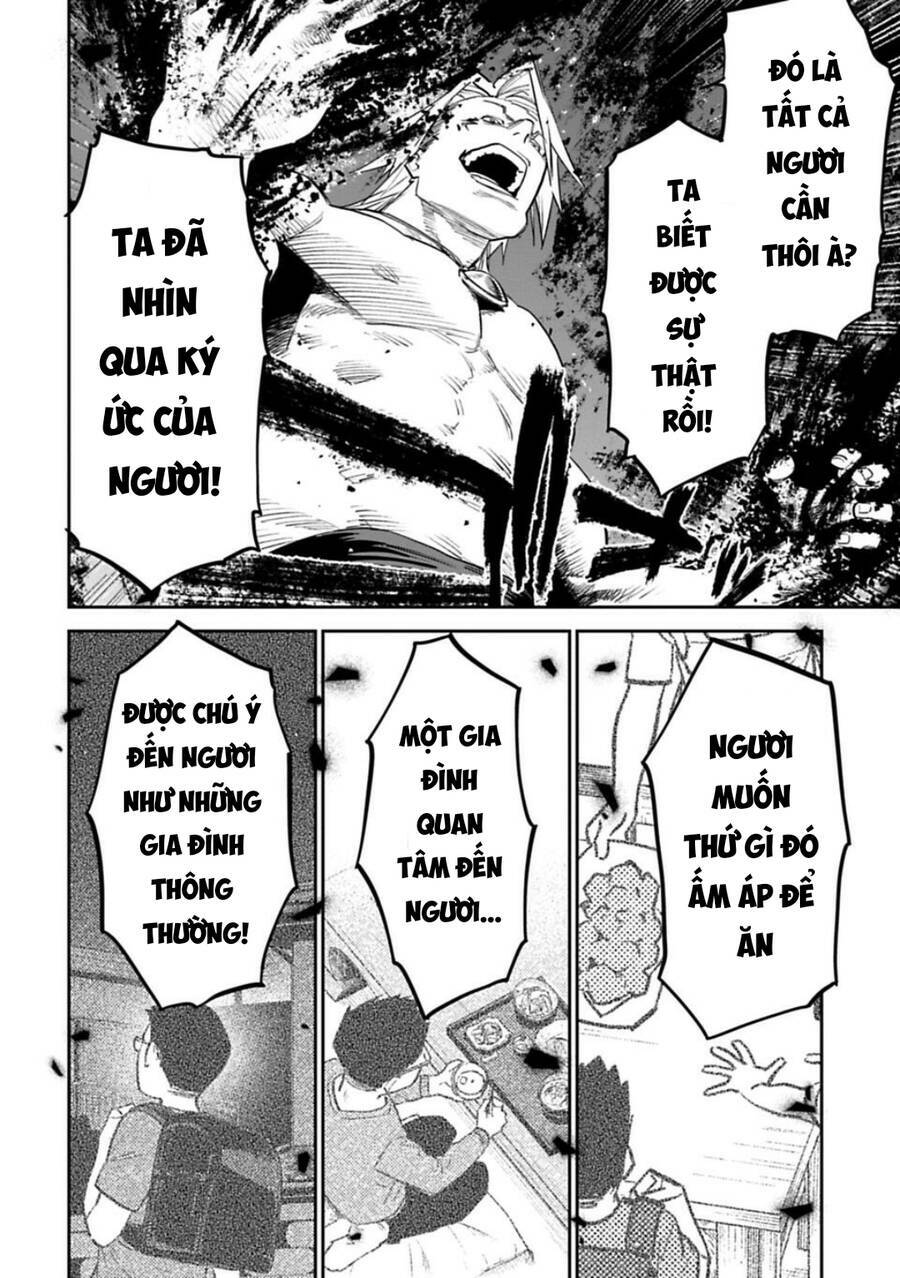 ĐÓ LÀ
TẤT CẢ
NGƯƠI
CẦN
THÔI À?
TA
BIẾT
ĐƯỢC
SỰ
THẬT
RỒI!
TA ĐÃ
NHÌN
QUA KÝ
ỨC CỦA
NGƯƠI!
NGƯƠI
MUỐN
THỨ GÌ ĐÓ
ẤM ÁP ĐỂ
ĂN
MỘT GIA
ĐÌNH
QUAN
TÂM ĐẾN
NGƯƠI...
ĐƯỢC CHÚ Ý
ĐẾN NGƯƠI
NHƯ NHỮNG
GIA ĐÌNH
THÔNG
THƯỜNG!